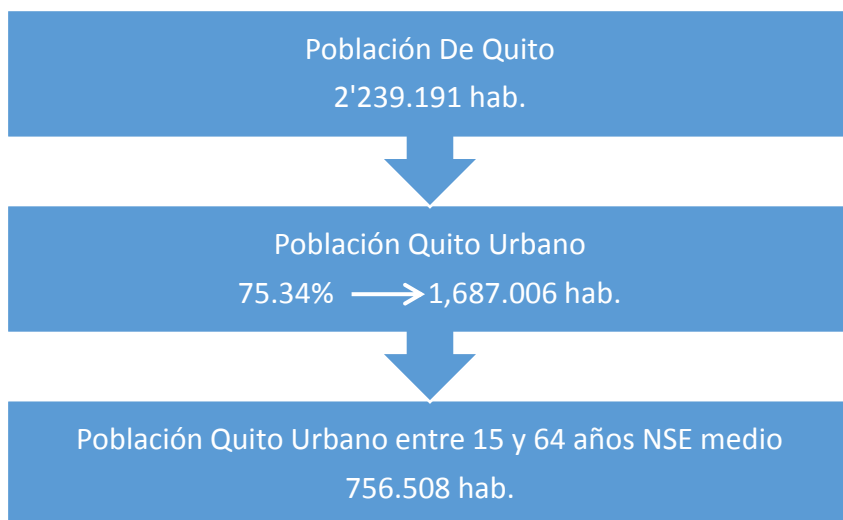 Población De Quito
2'239.191 hab.
Población Quito Urbano
75.34% 1,687.006 hab.
Población Quito Urbano entre 15 y 64 años NSE medio
756.508 hab.